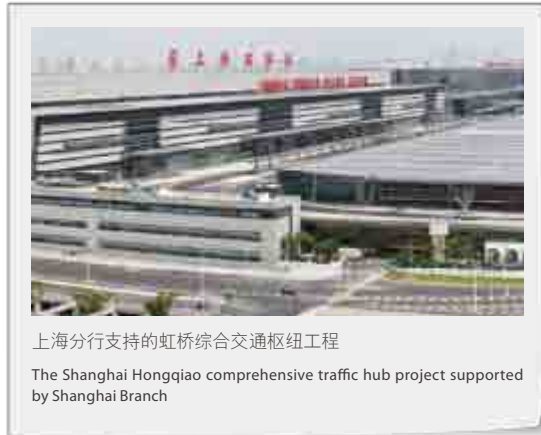 上海分行支持的虹桥综合交通枢纽工程
The Shanghai Hongqiao comprehensive traffic hub project supported
by Shanghai Branch